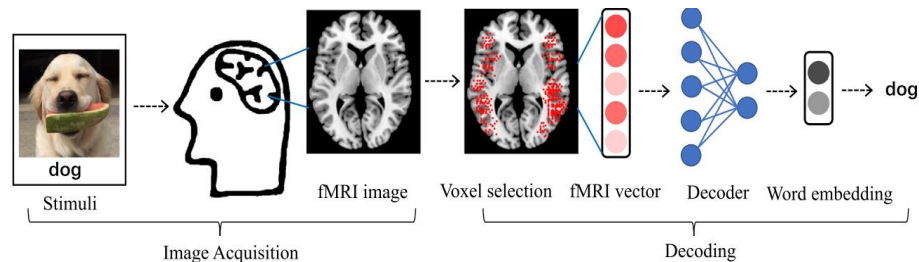 dog
Stimuli
fMRI image
Voxel selection
fMRI vector
Decoder
Word embedding
dog
Image Acquisition
Decoding